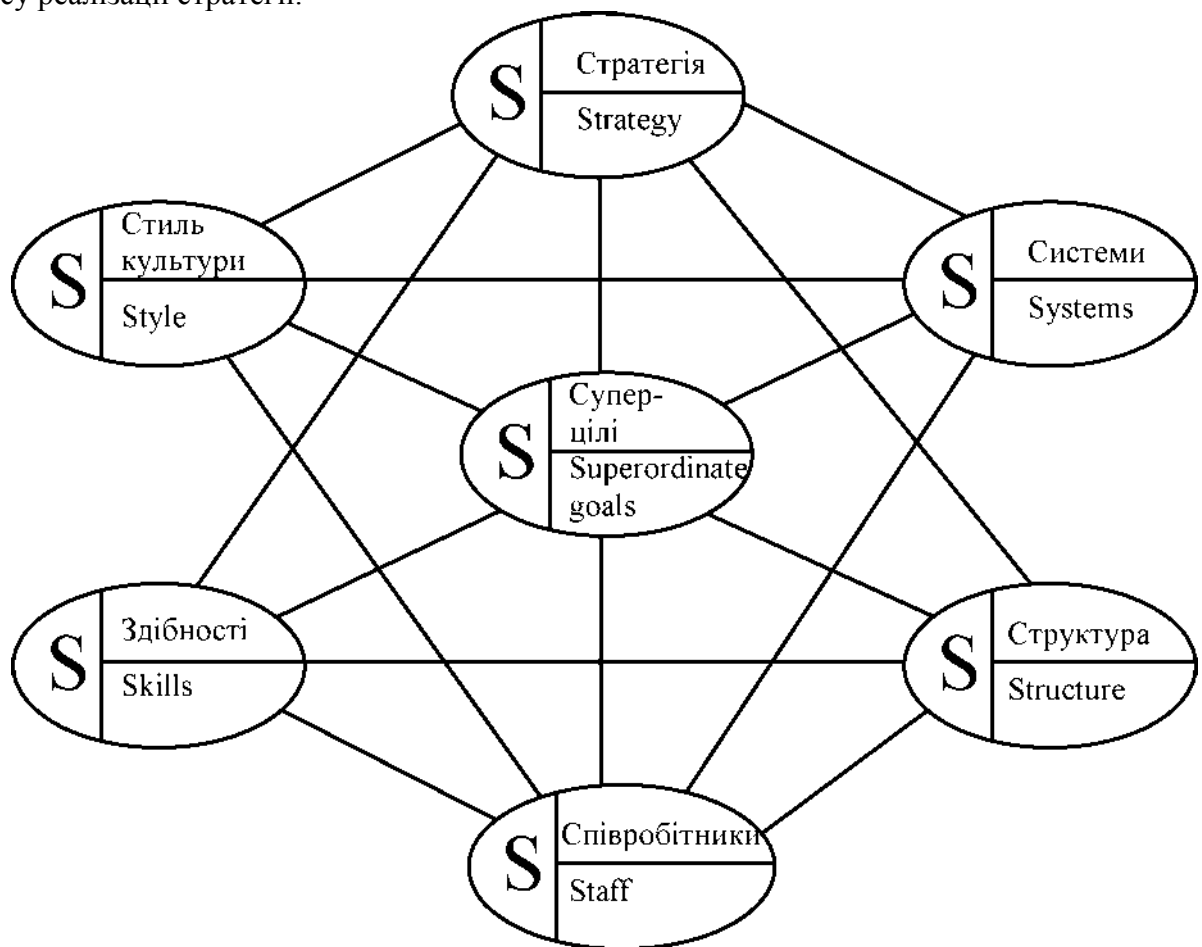 су реалізації стратегії.
S
Стратегія
Strategy
S
Стиль
культури
Style
S
Системи
Systems
S
Супер-
цілі
Superordinate
goals
S
Здібності
Skills
S
Структура
Structure
S
Співробітники
Staff